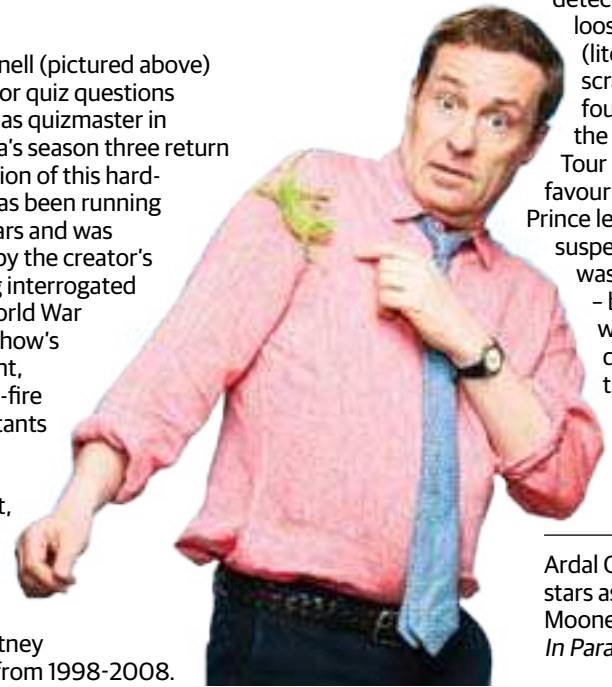 nell (pictured above)
or quiz questions
as quizmaster in
a's season three return
ion of this hard-
as been running
ars and was
by the creator's
g interrogated
orld War
how's
nt,
-fire
tants
t,
tney
from 1998-2008.
detec
loos
(lite
scra
fou
the
Tour
favour
Prince le
suspe
was
– b
w
c
t
Ardal O
stars as
Moone
In Para